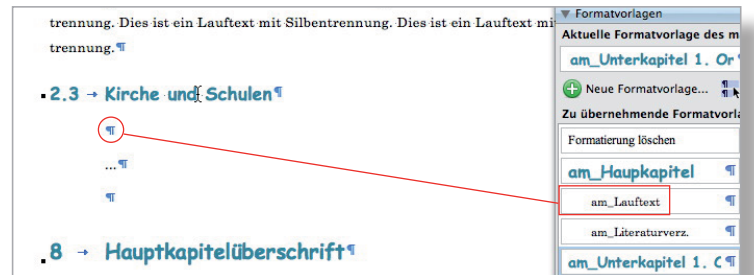 trennung. Dies ist ein Lauftext mit Silbentrennung. Dies ist ein Lauftext mi
trennung.¶
2.3 → Kirche und Schulen¶
¶
...¶
¶
8 → Hauptkapitelüberschrift¶
▼ Formatvorlagen
Aktuelle Formatvorlage des m
am_Unterkapitel 1. Or
Neue Formatvorlage...
Zu übernehmende Formatvorla
Formatierung löschen
am_Haupkapitel ¶
am_Lauftext ¶
am_Literaturverz. ¶
am_Unterkapitel 1. C ¶